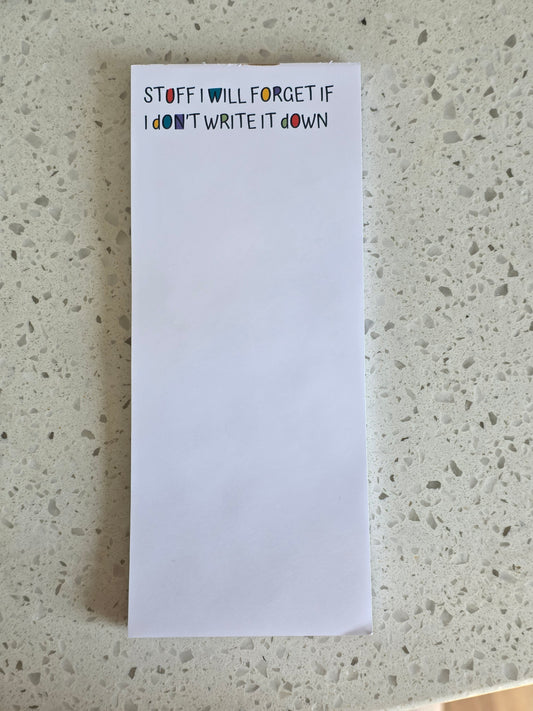 STUFF I WILL FORGET IF
I dON'T WRITE IT dOWN